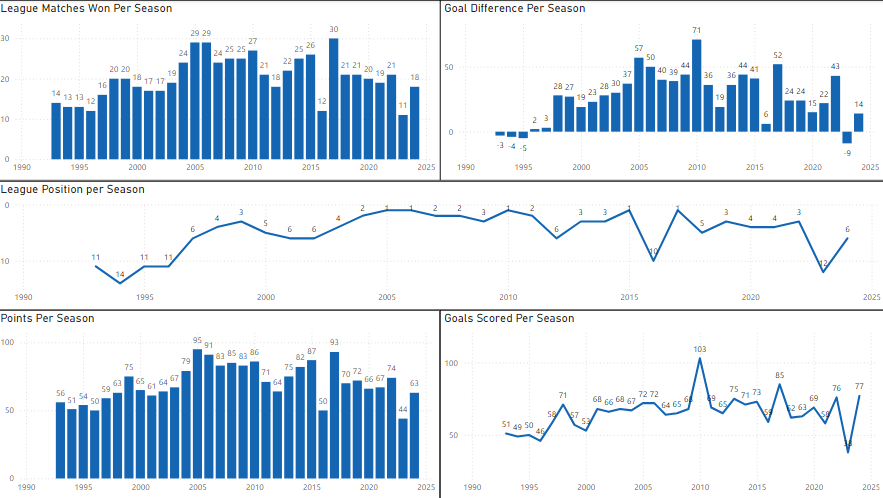 League Matches Won Per Season
30
20
10
0
14 13 13 12 16 20 20 18 17 17 19 24 29 29 24 25 25 27 21 18 22 25 26 12 30 21 21 20 19 21 11 18
1990 1995 2000 2005 2010 2015 2020 2025
Goal Difference Per Season
50
0
-3 -4 -5 2 3 28 27 19 23 28 30 37 57 50 40 39 44 71 36 19 36 44 41 6 52 24 24 15 22 43 -9 14
1990 1995 2000 2005 2010 2015 2020 2025
League Position per Season
0
10
11 14 11 11 6 4 3 5 6 6 4 2 1 1 2 2 3 1 2 6 3 3 1 10 1 5 3 4 4 3 12 6
1990 1995 2000 2005 2010 2015 2020 2025
Points Per Season
100
50
0
56 51 54 50 59 63 75 65 61 64 67 79 95 91 83 85 83 86 71 64 75 82 87 50 93 70 72 66 67 74 44 63
1990 1995 2000 2005 2010 2015 2020 2025
Goals Scored Per Season
100
50
51 49 50 46 58 71 57 53 68 66 68 67 72 72 64 65 68 103 69 65 75 71 73 59 85 62 63 69 58 76 38 77
1990 1995 2000 2005 2010 2015 2020 2025